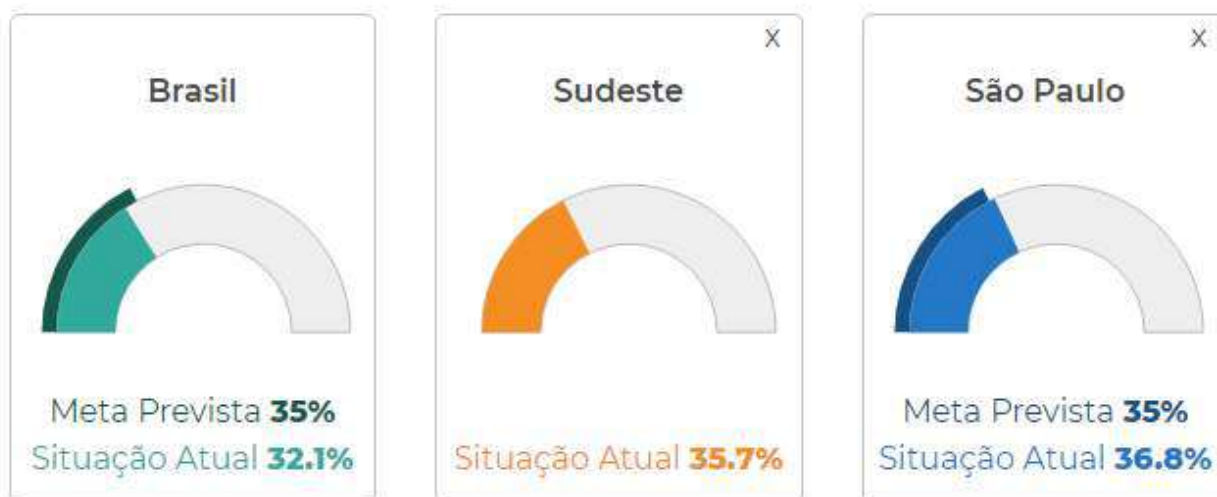 Brasil
Meta Prevista 35%
Situação Atual 32.1%
X
Sudeste
Situação Atual 35.7%
X
São Paulo
Meta Prevista 35%
Situação Atual 36.8%